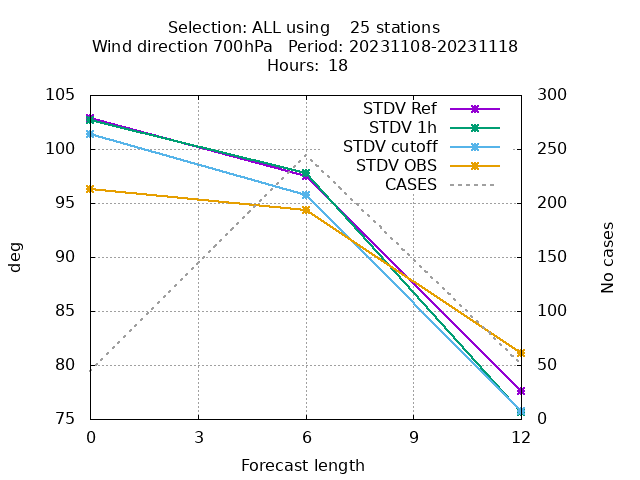 Selection: ALL using    25 stations
Wind direction 700hPa   Period: 20231108-20231118
Hours: 18
105
100
95
90
85
80
75
300
250
200
150
100
50
0
0
3
6
9
12
deg
No cases
Forecast length
STDV Ref
STDV 1h
STDV cutoff
STDV OBS
CASES